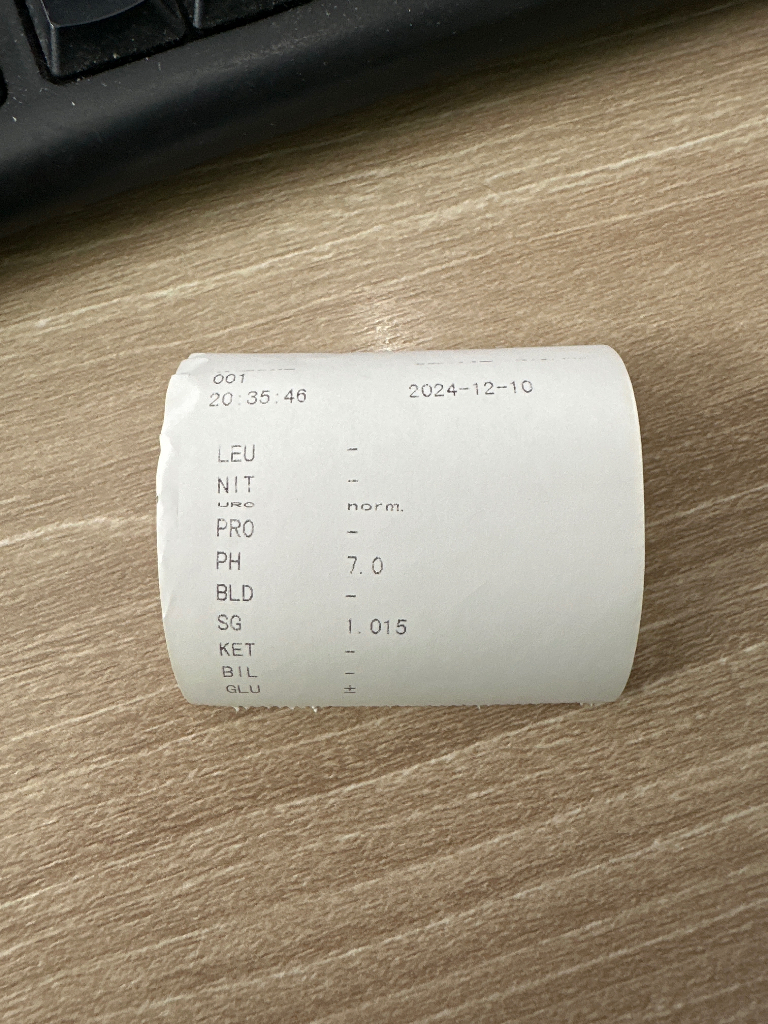 001
20:35:46 2024-12-10
LEU -
NIT -
URO norm.
PRO -
PH 7.0
BLD -
SG 1.015
KET -
BIL -
GLU ±